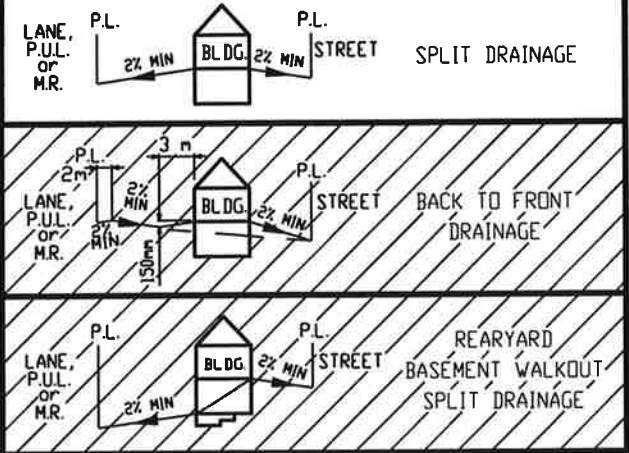 P.L.
P.L.
LANE,
P.U.L.
or
M.R.
2% MIN
BLDG.
2% MIN
STREET
SPLIT DRAINAGE
3 m
P.L.
2m
P.L.
LANE,
P.U.L.
or
M.R.
2% MIN
2% MIN
150mm
BLDG.
2% MIN
STREET
BACK TO FRONT
DRAINAGE
P.L.
P.L.
LANE,
P.U.L.
or
M.R.
2% MIN
BLDG.
2% MIN
STREET
REARYARD
BASEMENT WALKOUT
SPLIT DRAINAGE